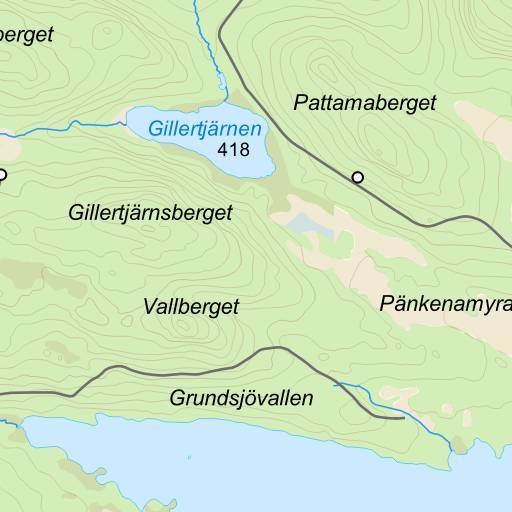 berget
Pattamaberget
Gillertjärnen
418
Gillertjärnsberget
Vallberget
Pänkenamyra
Grundsjövallen